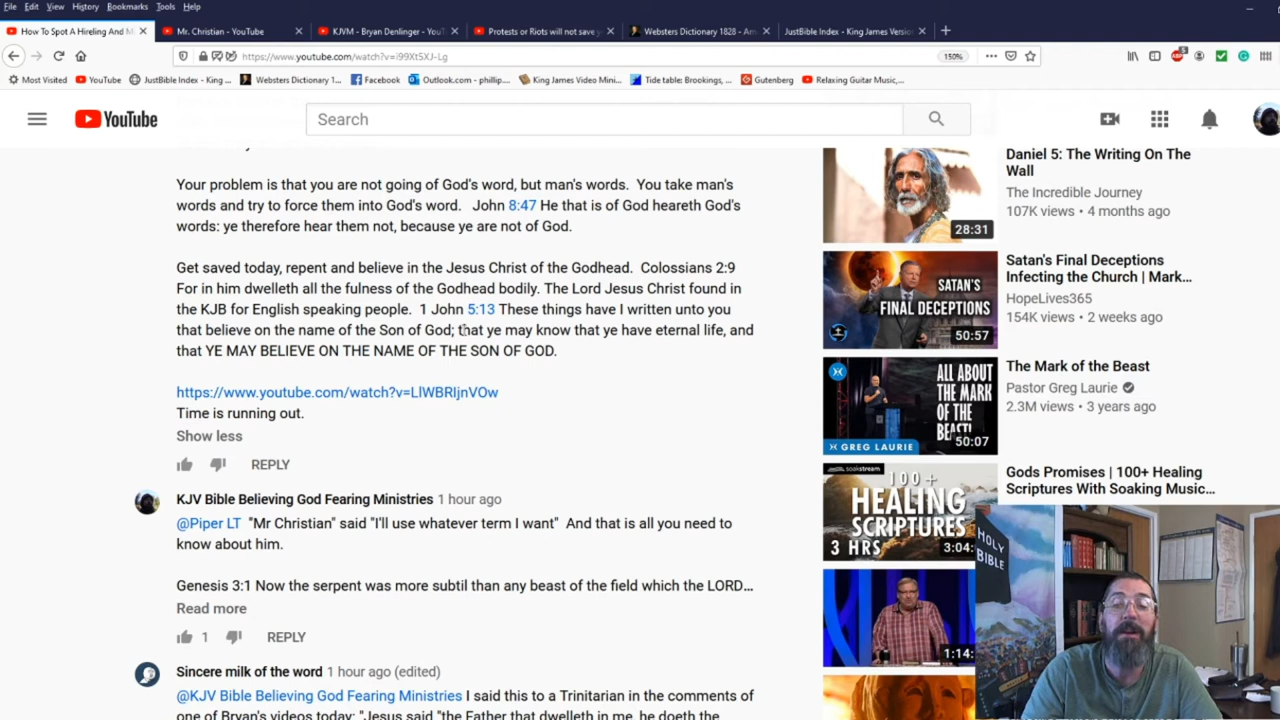 File Edit View History Bookmarks Tools Help
How To Spot A Hireling And M
Mr. Christian - YouTube
KJVM - Bryan Denlinger - YouTub
Protests or Riots will not save y
Websters Dictionary 1828 - Am
JustBible Index - King James Versio
https://www.youtube.com/watch?v=i99Xt5XJ-Lg
150%
Most Visited
YouTube
JustBible Index - King ...
Websters Dictionary 1...
Facebook
Outlook.com - phillip....
King James Video Mini...
Tide table: Brookings, ...
Gutenberg
Relaxing Guitar Music,...
YouTube
Search
Your problem is that you are not going of God's word, but man's words. You take man's
words and try to force them into God's word. John 8:47 He that is of God heareth God's
words: ye therefore hear them not, because ye are not of God.
Get saved today, repent and believe in the Jesus Christ of the Godhead. Colossians 2:9
For in him dwelleth all the fulness of the Godhead bodily. The Lord Jesus Christ found in
the KJB for English speaking people. 1 John 5:13 These things have I written unto you
that believe on the name of the Son of God; that ye may know that ye have eternal life, and
that YE MAY BELIEVE ON THE NAME OF THE SON OF GOD.
https://www.youtube.com/watch?v=LlWBRIjnVOw
Time is running out.
Show less
REPLY
KJV Bible Believing God Fearing Ministries 1 hour ago
@Piper LT "Mr Christian" said "I'll use whatever term I want" And that is all you need to
know about him.
Genesis 3:1 Now the serpent was more subtil than any beast of the field which the LORD...
Read more
1
REPLY
Sincere milk of the word 1 hour ago (edited)
@KJV Bible Believing God Fearing Ministries I said this to a Trinitarian in the comments of
one of Bryan's videos today: "Jesus said "the Father that dwelleth in me, he doeth the
28:31
Daniel 5: The Writing On The
Wall
The Incredible Journey
107K views • 4 months ago
SATAN'S
FINAL DECEPTIONS
50:57
Satan's Final Deceptions
Infecting the Church | Mark...
HopeLives365
154K views • 2 weeks ago
ALL ABOUT
THE MARK
OF THE
BEAST!
GREG LAURIE
50:07
The Mark of the Beast
Pastor Greg Laurie
2.3M views • 3 years ago
soakstream
100+
HEALING
SCRIPTURES
3 HRS
3:04:
Gods Promises | 100+ Healing
Scriptures With Soaking Music...
1:14:
HOLY
BIBLE